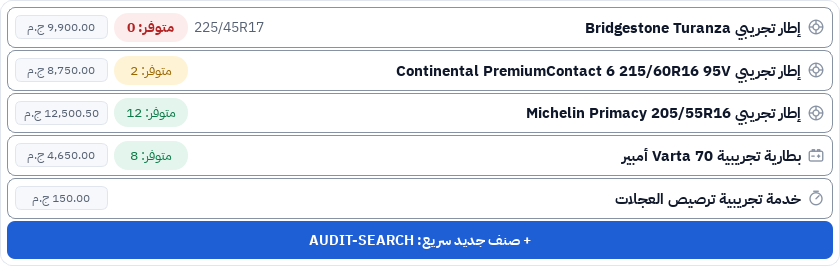 إطار تجريبي Bridgestone Turanza 225/45R17 متوفر: 0 9,900.00 ج.م
إطار تجريبي Continental PremiumContact 6 215/60R16 95V متوفر: 2 8,750.00 ج.م
إطار تجريبي Michelin Primacy 205/55R16 متوفر: 12 12,500.50 ج.م
بطارية تجريبية Varta 70 أمبير متوفر: 8 4,650.00 ج.م
خدمة تجريبية ترصيص العجلات 150.00 ج.م
+ صنف جديد سريع: AUDIT-SEARCH